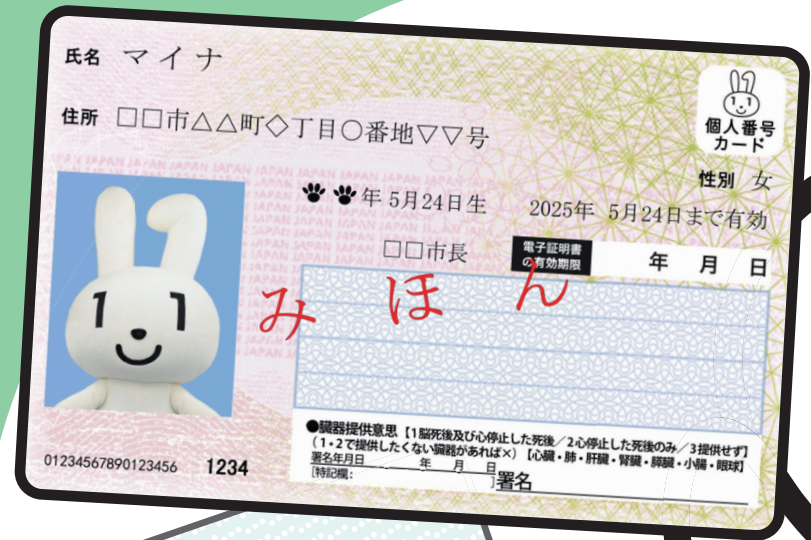 氏名 マイナ
住所 □□市△△町◇丁目○番地▽▽号
個人番号
カード
性別 女
年 5月24日生 2025年 5月24日まで有効
□□市長
電子証明書
の有効期限
年 月 日
みほん
JAPAN JAPAN JAPAN JAPAN JAPAN JAPAN
●臓器提供意思【1脳死後及び心停止した死後／2心停止した死後のみ／3提供せず】
（1・2で提供したくない臓器があれば×）【心臓・肺・肝臓・腎臓・膵臓・小腸・眼球】
署名年月日 年 月 日
[特記欄： ]署名
01234567890123456 1234